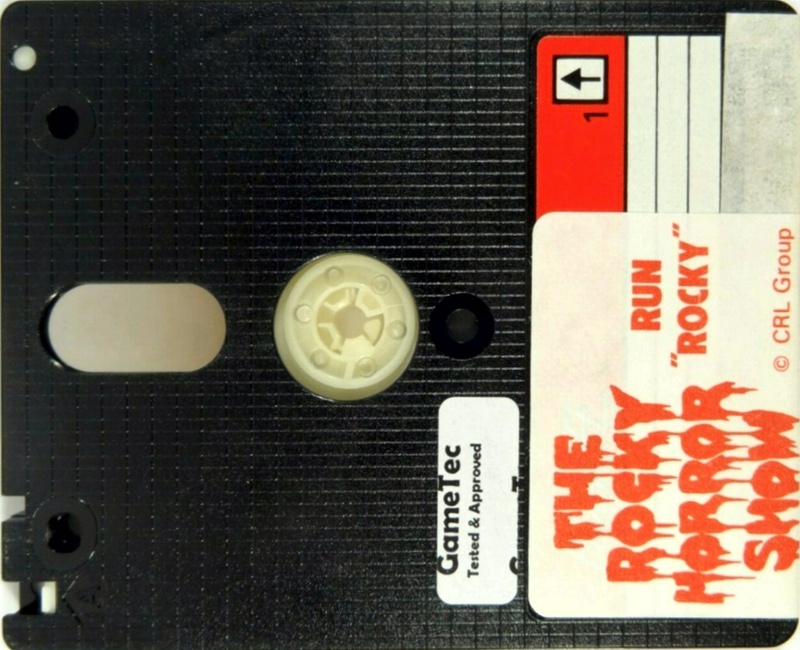 1
THE
ROCKY
HORROR
SHOW
RUN
"ROCKY"
© CRL Group
GameTec
Tested & Approved